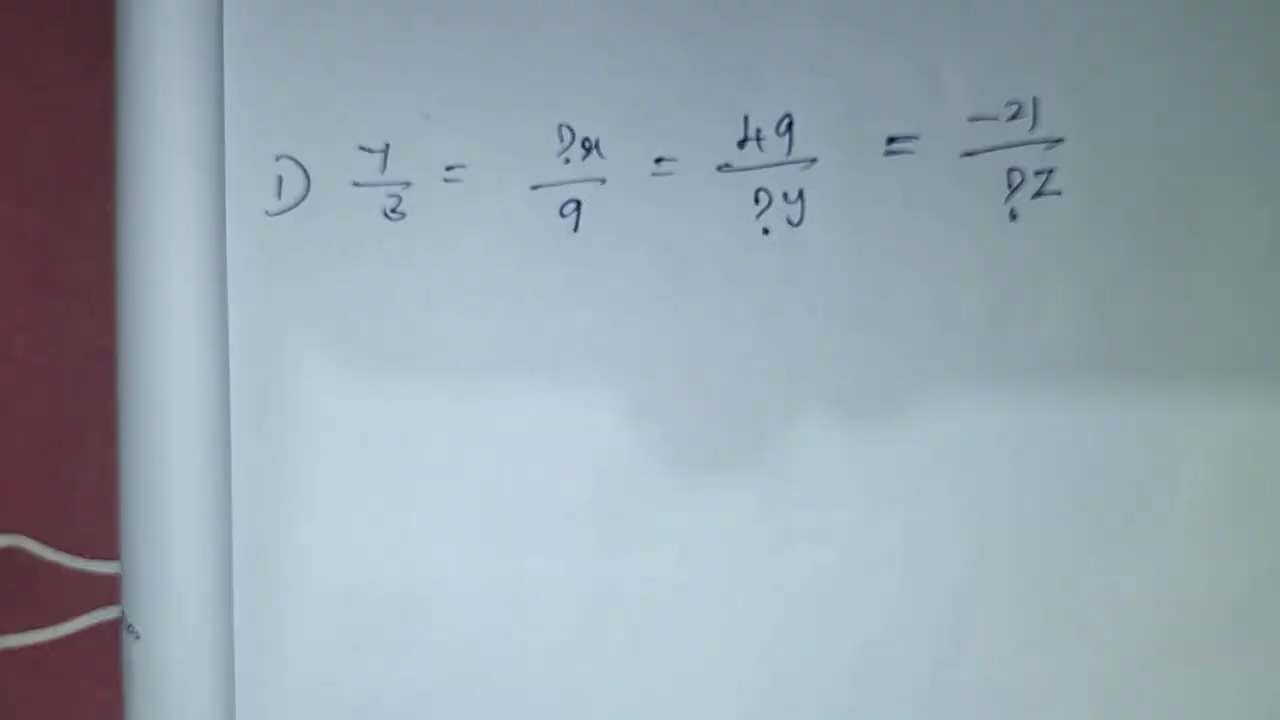 1) 7/3 = ?x/9 = 49/?y = -21/?z